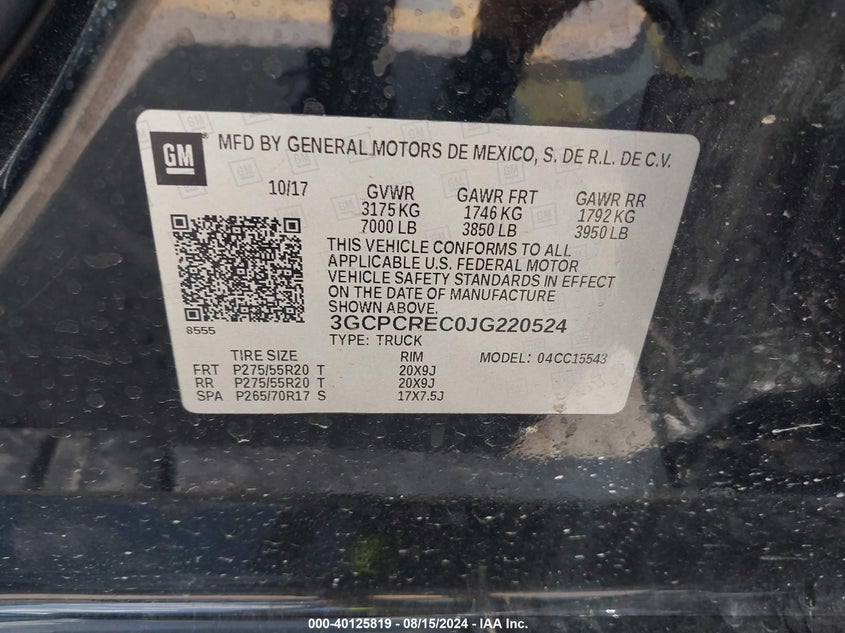 GM
MFD BY GENERAL MOTORS DE MEXICO, S. DE R.L. DE C.V.
10/17 GVWR GAWR FRT GAWR RR
3175 KG 1746 KG 1792 KG
7000 LB 3850 LB 3950 LB
THIS VEHICLE CONFORMS TO ALL
APPLICABLE U.S. FEDERAL MOTOR
VEHICLE SAFETY STANDARDS IN EFFECT
ON THE DATE OF MANUFACTURE
SHOWN ABOVE.
8555
3GCPCREC0JG220524
TYPE: TRUCK
TIRE SIZE RIM MODEL: 04CC15543
FRT P275/55R20 T 20X9J
RR P275/55R20 T 20X9J
SPA P265/70R17 S 17X7.5J
000-40125819 - 08/15/2024 - IAA Inc.